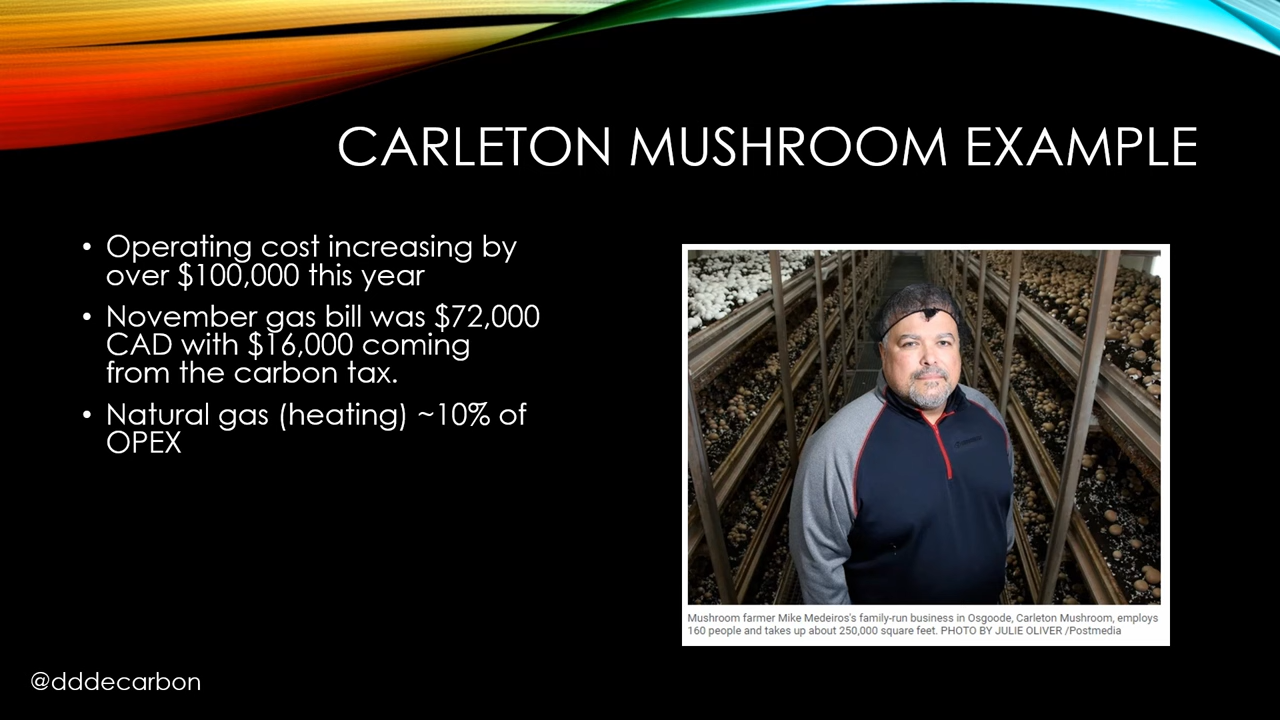 CARLETON MUSHROOM EXAMPLE
• Operating cost increasing by
over $100,000 this year
• November gas bill was $72,000
CAD with $16,000 coming
from the carbon tax.
• Natural gas (heating) ~10% of
OPEX
Mushroom farmer Mike Medeiros's family-run business in Osgoode, Carleton Mushroom, employs
160 people and takes up about 250,000 square feet. PHOTO BY JULIE OLIVER /Postmedia
@dddecarbon